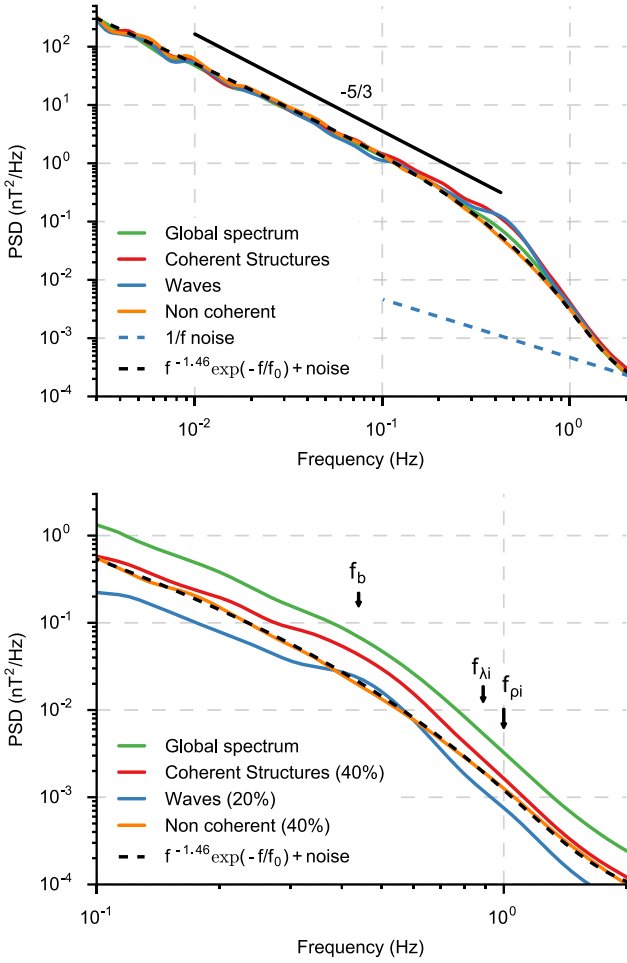 10²
10¹
10⁰
10⁻¹
10⁻²
10⁻³
10⁻⁴
PSD (nT²/Hz)
-5/3
Global spectrum
Coherent Structures
Waves
Non coherent
1/f noise
f⁻¹·⁴⁶exp(-f/f₀) + noise
10⁻² 10⁻¹ 10⁰
Frequency (Hz)
10⁰
10⁻¹
10⁻²
10⁻³
10⁻⁴
PSD (nT²/Hz)
f_b
f_λi
f_ρi
Global spectrum
Coherent Structures (40%)
Waves (20%)
Non coherent (40%)
f⁻¹·⁴⁶exp(-f/f₀) + noise
10⁻¹ 10⁰
Frequency (Hz)